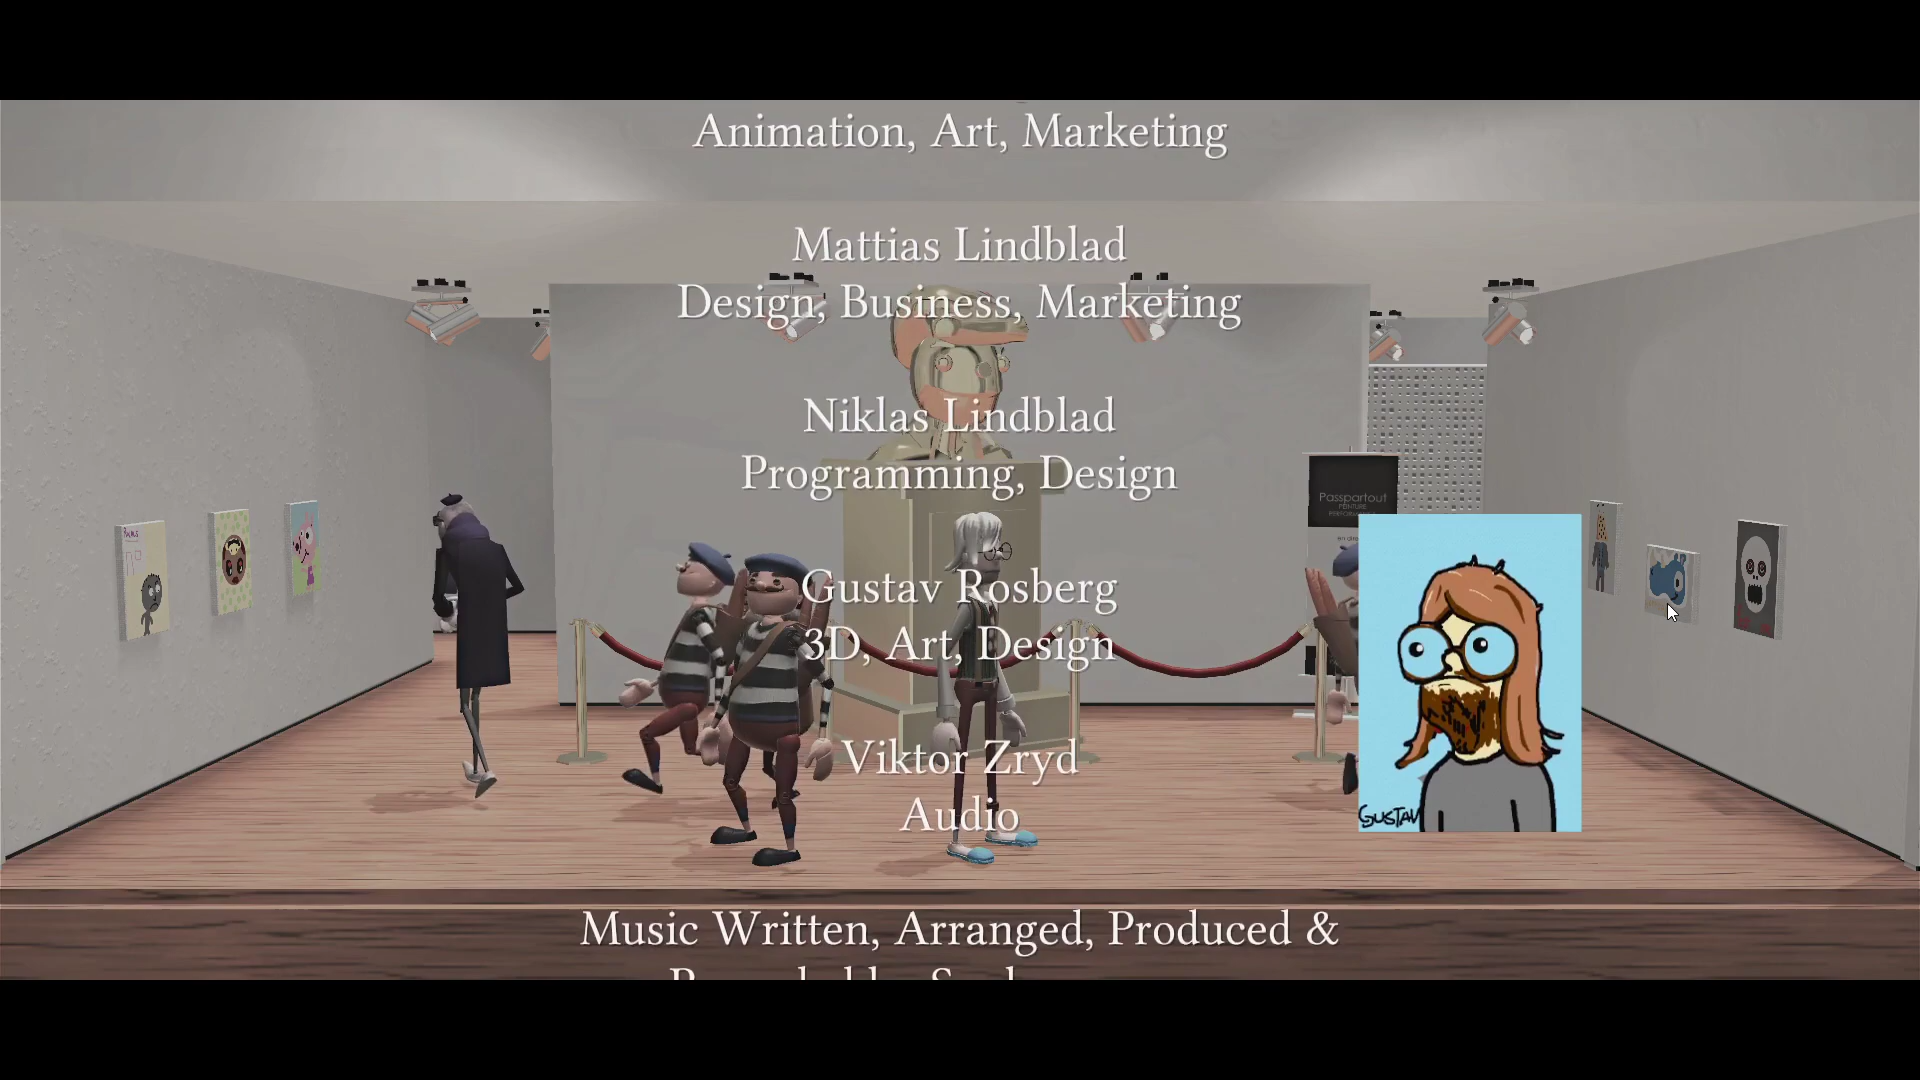 Animation, Art, Marketing
Mattias Lindblad
Design, Business, Marketing
Niklas Lindblad
Programming, Design
Passpartout
PEINTURE
Gustav Rosberg
3D, Art, Design
GUSTAV
Viktor Zryd
Audio
Music Written, Arranged, Produced &